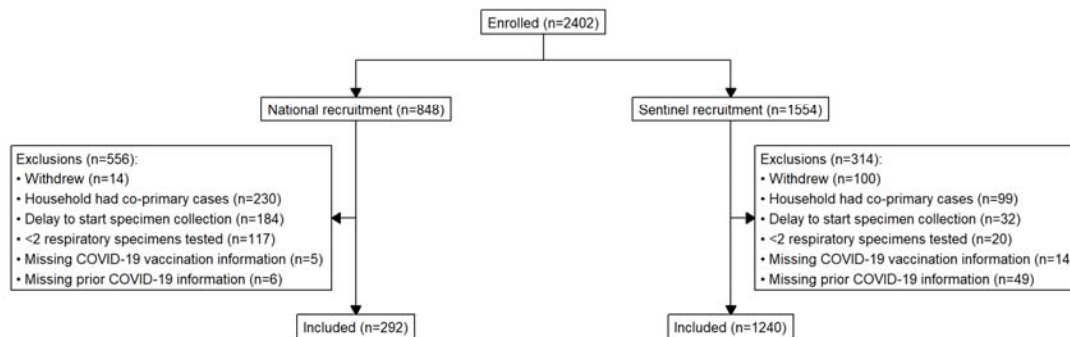 Enrolled (n=2402)
National recruitment (n=848)
Sentinel recruitment (n=1554)
Exclusions (n=556):
• Withdrew (n=14)
• Household had co-primary cases (n=230)
• Delay to start specimen collection (n=184)
• <2 respiratory specimens tested (n=117)
• Missing COVID-19 vaccination information (n=5)
• Missing prior COVID-19 information (n=6)
Exclusions (n=314):
• Withdrew (n=100)
• Household had co-primary cases (n=99)
• Delay to start specimen collection (n=32)
• <2 respiratory specimens tested (n=20)
• Missing COVID-19 vaccination information (n=14
• Missing prior COVID-19 information (n=49)
Included (n=292)
Included (n=1240)